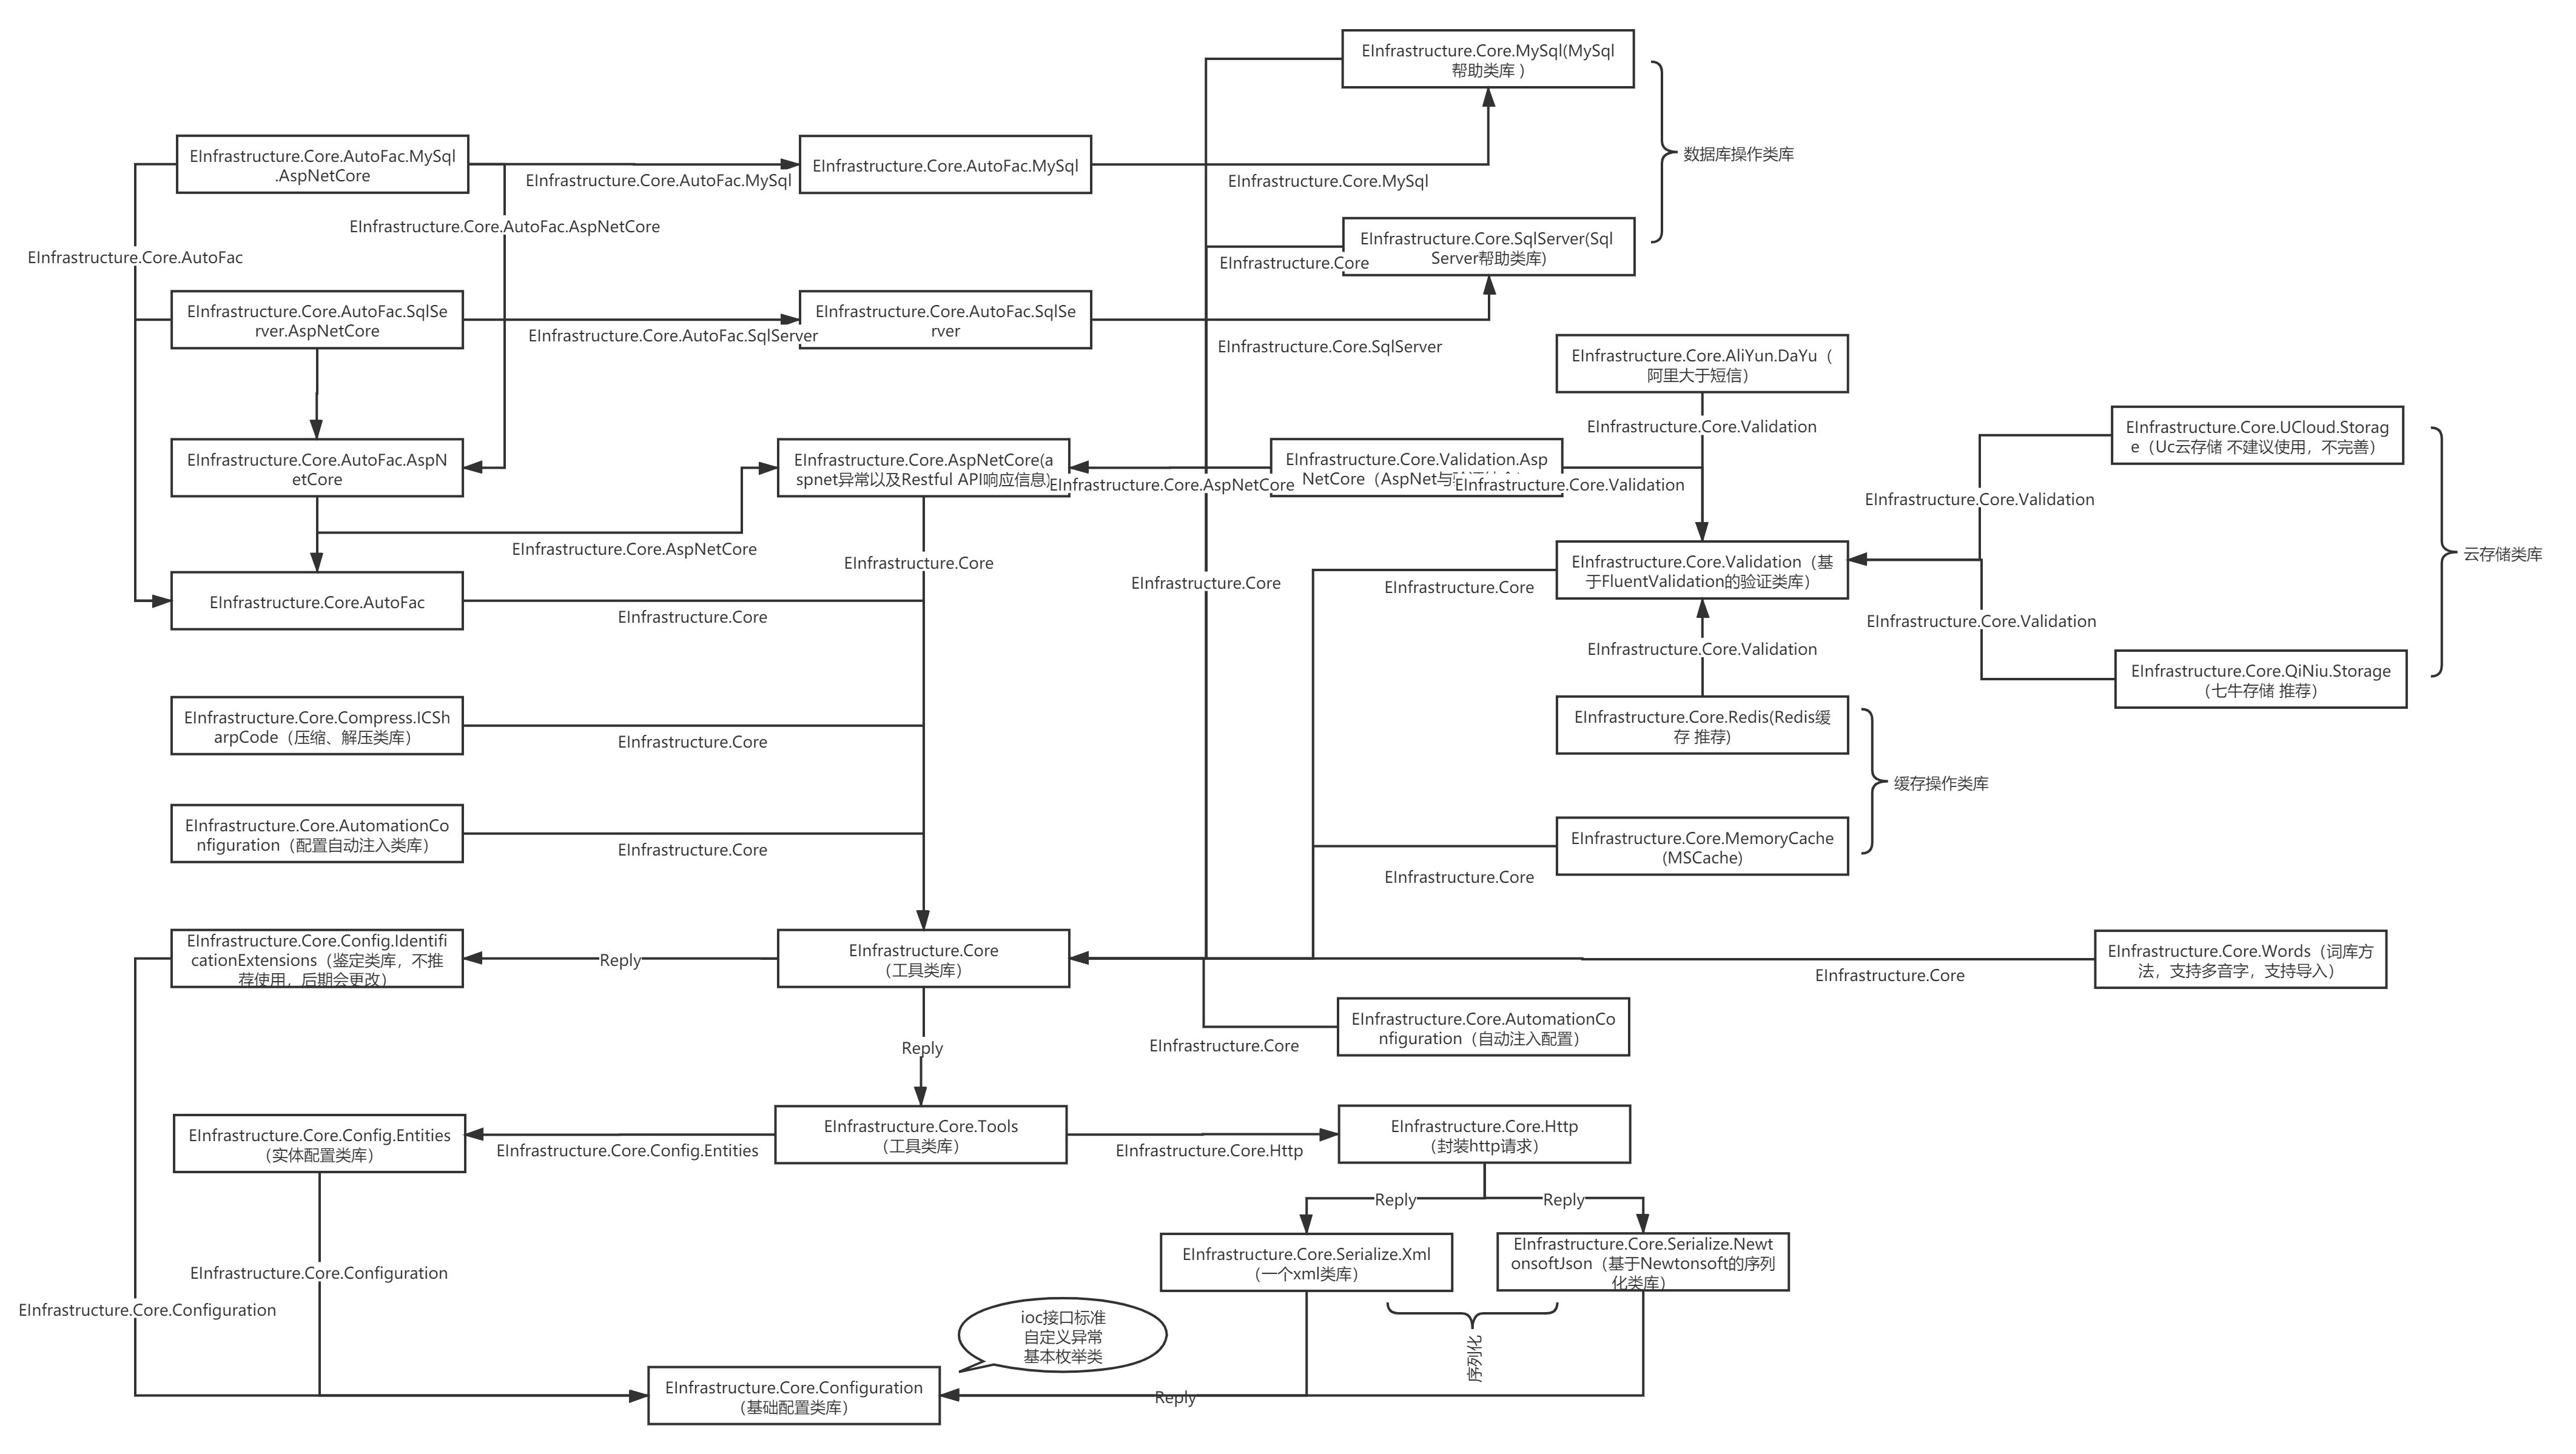 EInfrastructure.Core.MySql(MySql
帮助类库 )
数据库操作类库
EInfrastructure.Core.AutoFac.MySql
.AspNetCore
EInfrastructure.Core.AutoFac.MySql
EInfrastructure.Core.AutoFac.MySql
EInfrastructure.Core.MySql
EInfrastructure.Core.AutoFac.AspNetCore
EInfrastructure.Core.AutoFac
EInfrastructure.Core.SqlServer(Sql
Server帮助类库)
EInfrastructure.Core
EInfrastructure.Core.AutoFac.SqlSe
rver.AspNetCore
EInfrastructure.Core.AutoFac.SqlServer
EInfrastructure.Core.AutoFac.SqlSe
rver
EInfrastructure.Core.SqlServer
EInfrastructure.Core.AliYun.DaYu（
阿里大于短信）
EInfrastructure.Core.Validation
EInfrastructure.Core.UCloud.Storag
e（Uc云存储 不建议使用，不完善）
EInfrastructure.Core.AutoFac.AspN
etCore
EInfrastructure.Core.AspNetCore(a
spnet异常以及Restful API响应信息)
EInfrastructure.Core.AspNetCore
EInfrastructure.Core.Validation.Asp
NetCore（AspNet与
EInfrastructure.Core.Validation
EInfrastructure.Core.Validation
云存储类库
EInfrastructure.Core.AspNetCore
EInfrastructure.Core
EInfrastructure.Core
EInfrastructure.Core
EInfrastructure.Core.Validation（基
于FluentValidation的验证类库）
EInfrastructure.Core.AutoFac
EInfrastructure.Core
EInfrastructure.Core.Validation
EInfrastructure.Core.Validation
EInfrastructure.Core.QiNiu.Storage
（七牛存储 推荐）
EInfrastructure.Core.Compress.ICSh
arpCode（压缩、解压类库）
EInfrastructure.Core
EInfrastructure.Core.Redis(Redis缓
存 推荐)
缓存操作类库
EInfrastructure.Core.AutomationCo
nfiguration（配置自动注入类库）
EInfrastructure.Core
EInfrastructure.Core.MemoryCache
(MSCache)
EInfrastructure.Core
EInfrastructure.Core.Config.Identifi
cationExtensions（鉴定类库，不推
荐使用，后期会更改）
Reply
EInfrastructure.Core
（工具类库）
EInfrastructure.Core
EInfrastructure.Core.Words（词库方
法，支持多音字，支持导入）
EInfrastructure.Core.AutomationCo
nfiguration（自动注入配置）
EInfrastructure.Core
Reply
EInfrastructure.Core.Config.Entities
（实体配置类库）
EInfrastructure.Core.Config.Entities
EInfrastructure.Core.Tools
（工具类库）
EInfrastructure.Core.Http
EInfrastructure.Core.Http
（封装http请求）
Reply
Reply
EInfrastructure.Core.Serialize.Xml
（一个xml类库）
EInfrastructure.Core.Serialize.Newt
onsoftJson（基于Newtonsoft的序列
化类库）
EInfrastructure.Core.Configuration
EInfrastructure.Core.Configuration
序列化
ioc接口标准
自定义异常
基本枚举类
EInfrastructure.Core.Configuration
（基础配置类库）
Reply